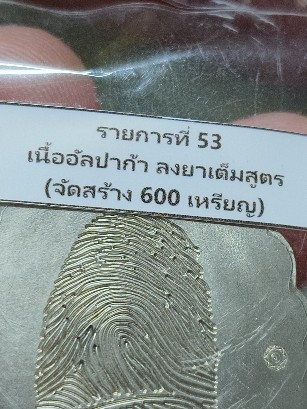 รายการที่ 53
เนื้ออัลปาก้า ลงยาเต็มสูตร
(จัดสร้าง 600 เหรียญ)